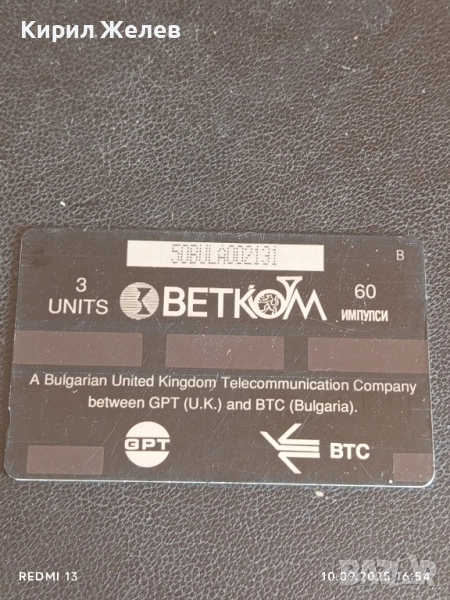 Кирил Желев
50BULA002131
B
3 UNITS
BETKOM
60 ИМПУЛСИ
A Bulgarian United Kingdom Telecommunication Company
between GPT (U.K.) and BTC (Bulgaria).
GPT
BTC
REDMI 13